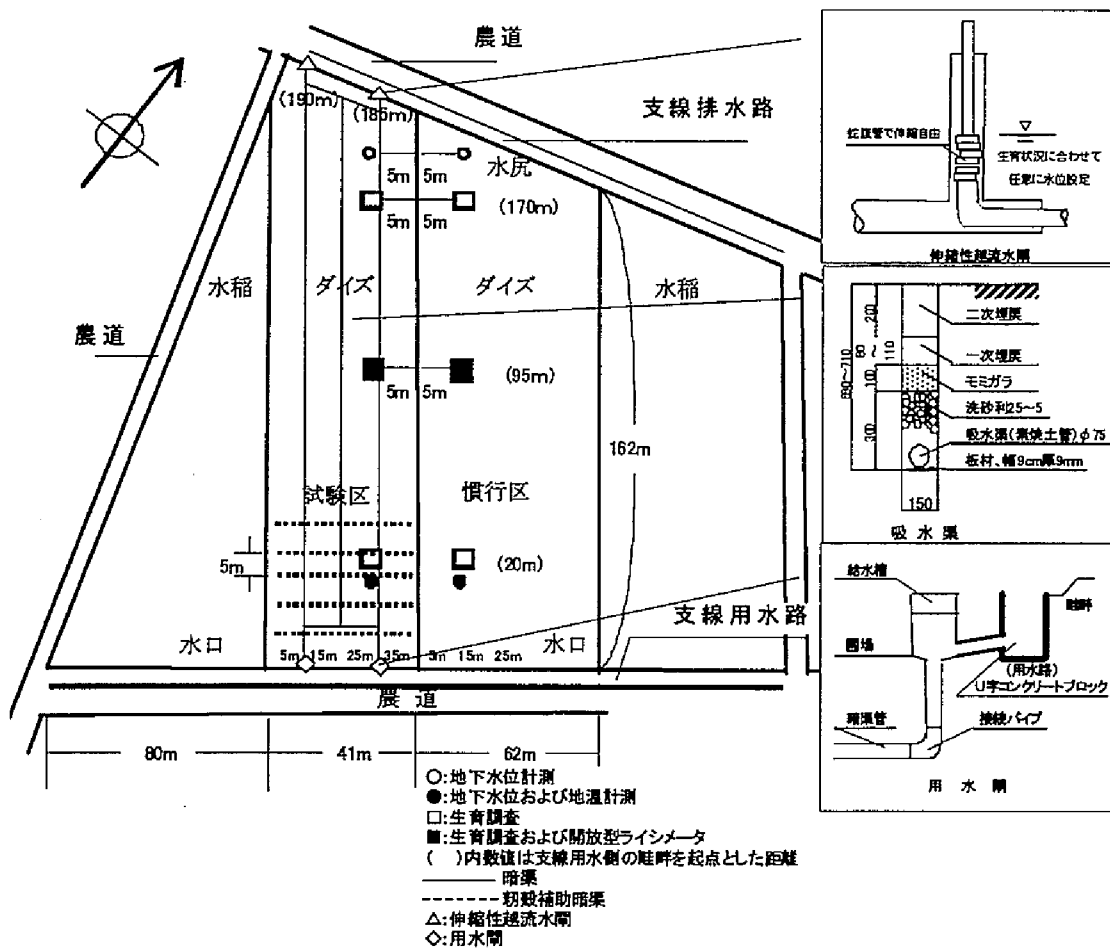 農道
支線排水路
(190m)
(185m)
水尻
5m 5m
5m 5m
(170m)
水稲
ダイズ
ダイズ
水稲
農道
5m 5m
(95m)
162m
試験区
慣行区
5m
(20m)
支線用水路
水口
水口
5m 15m 25m 35m 5m 15m 25m
農道
80m
41m
62m
○:地下水位計測
●:地下水位および地温計測
□:生育調査
■:生育調査および開放型ライシメータ
( )内数値は支線用水側の畦畔を起点とした距離
暗渠
籾殻補助暗渠
△:伸縮性越流水閘
◇:用水閘
▽
生育状況に合わせて
任意に水位設定
伸縮性越流水閘
200
二次埋戻
80
〜
110
一次埋戻
100
モミガラ
洗砂利25〜5
300
吸水渠(素焼土管)φ75
板材、幅9cm厚9mm
150
吸水渠
給水槽
畦畔
圃場
(用水路)
U字コンクリートブロック
暗渠管
接続パイプ
用水閘